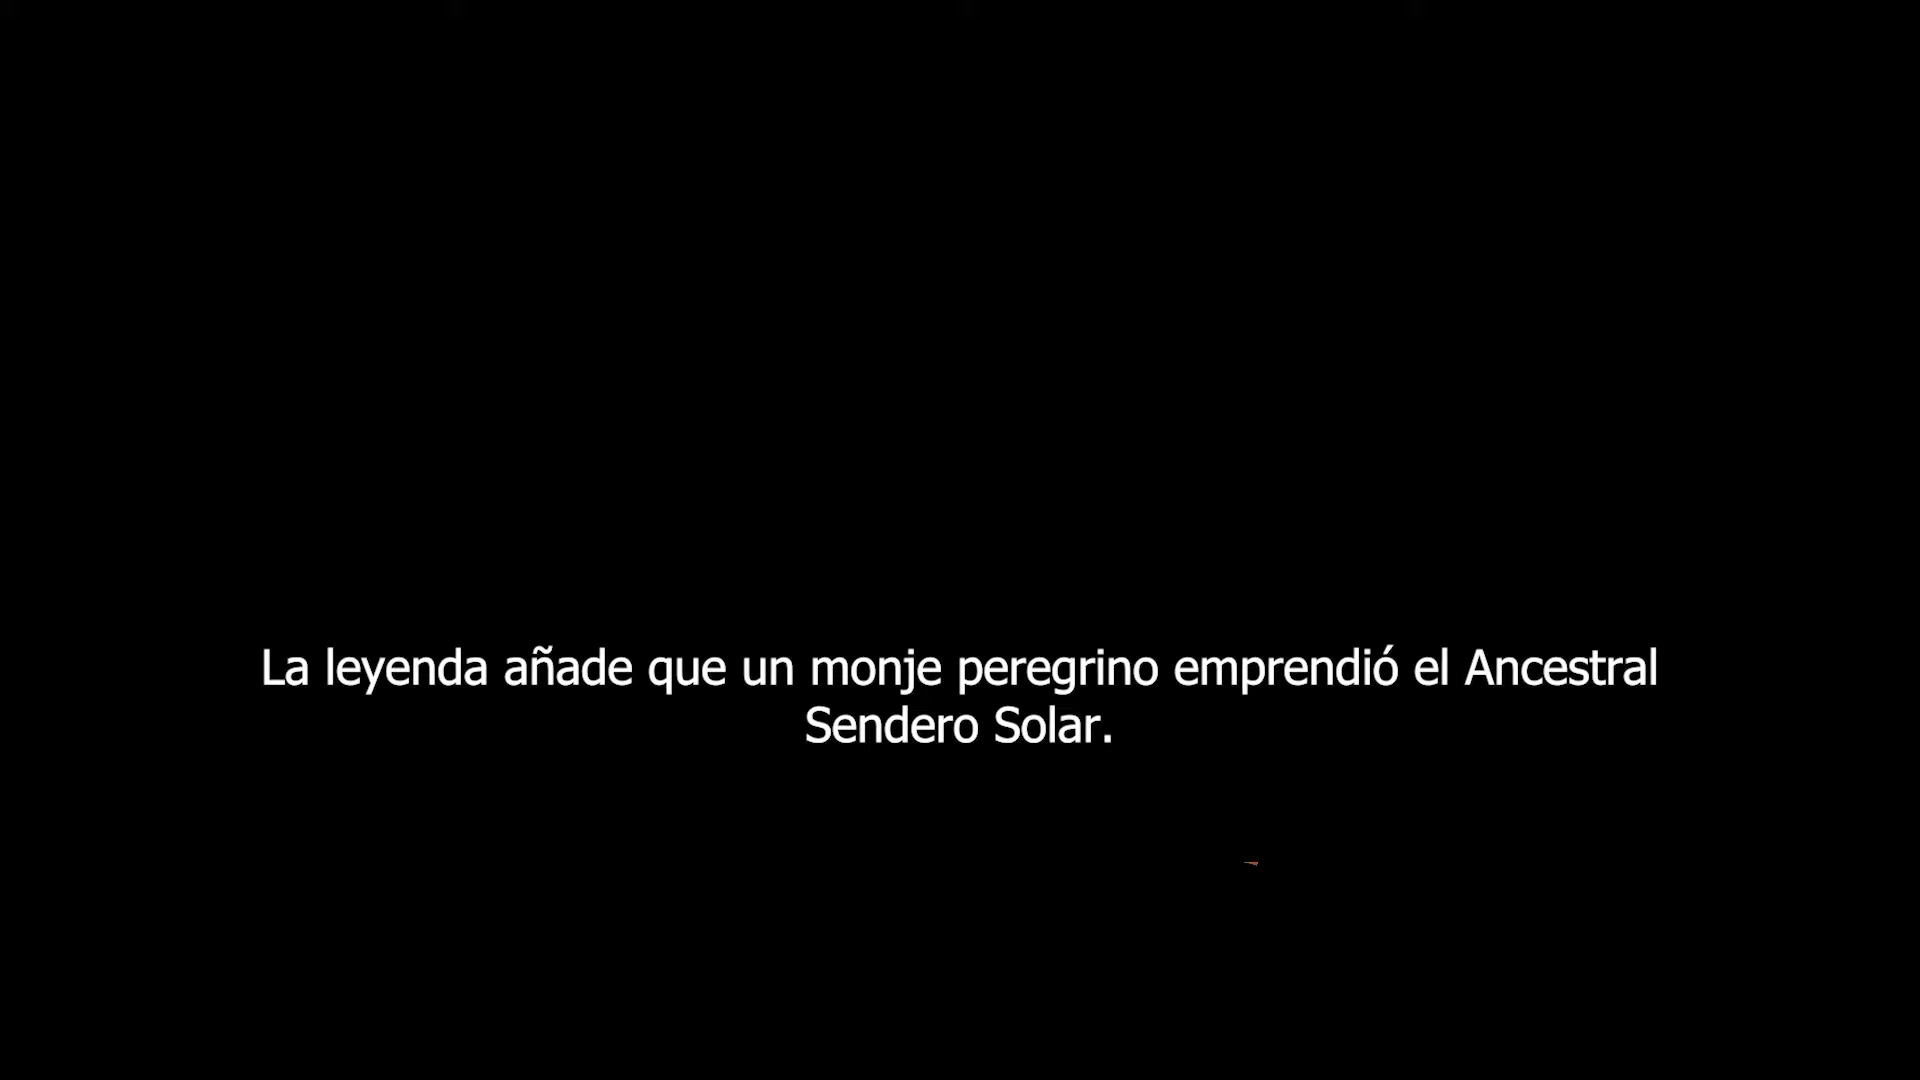 La leyenda añade que un monje peregrino emprendió el Ancestral
Sendero Solar.